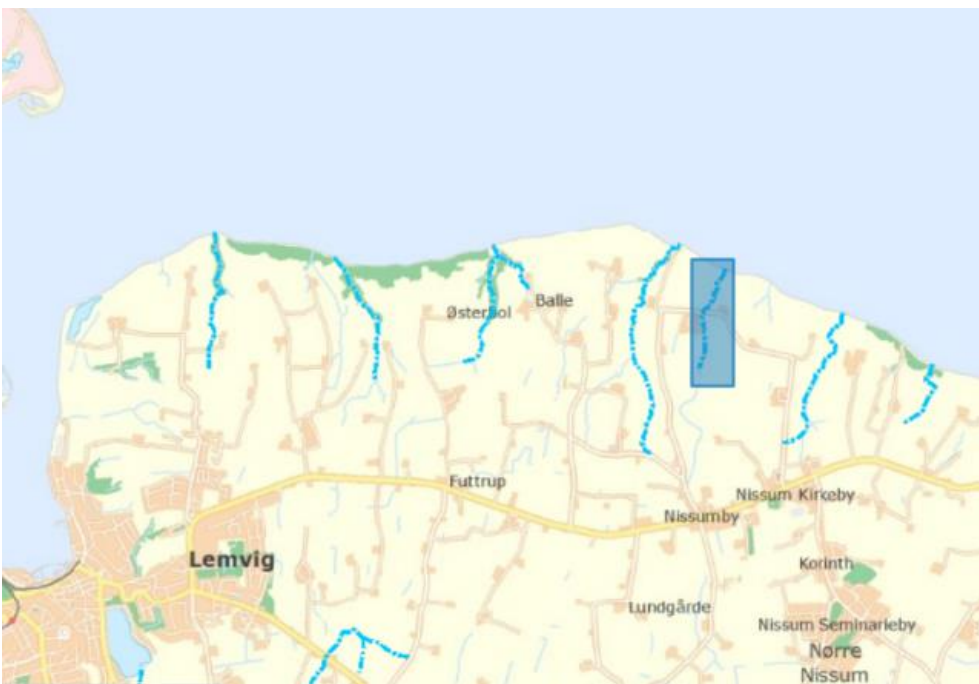 Balle
Østerbol
Futtrup
Nissum Kirkeby
Nissumby
Lemvig
Korinth
Lundgårde
Nissum Seminarieby
Nørre
Nissum